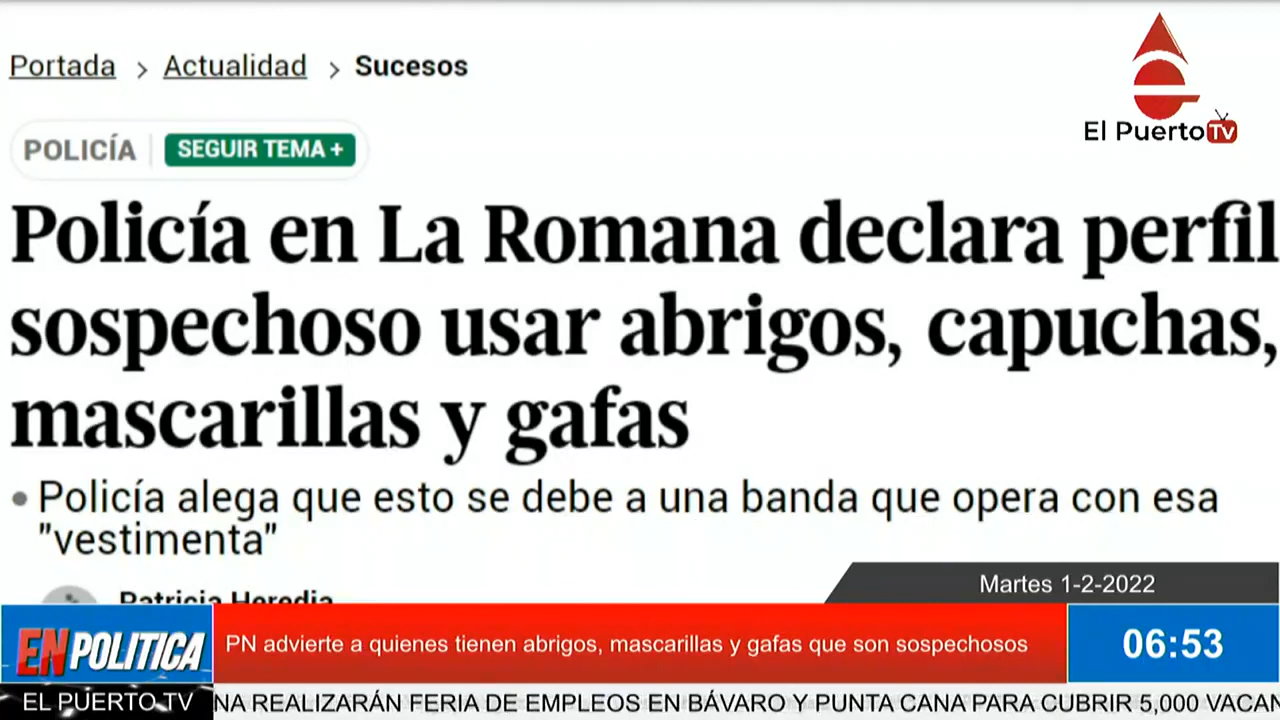 Portada > Actualidad > Sucesos
El Puerto TV
POLICÍA SEGUIR TEMA +
Policía en La Romana declara perfil
sospechoso usar abrigos, capuchas,
mascarillas y gafas
• Policía alega que esto se debe a una banda que opera con esa
"vestimenta"
Patricia Heredia
Martes 1-2-2022
EN POLITICA
PN advierte a quienes tienen abrigos, mascarillas y gafas que son sospechosos
06:53
EL PUERTO TV
NA REALIZARÁN FERIA DE EMPLEOS EN BÁVARO Y PUNTA CANA PARA CUBRIR 5,000 VACAN